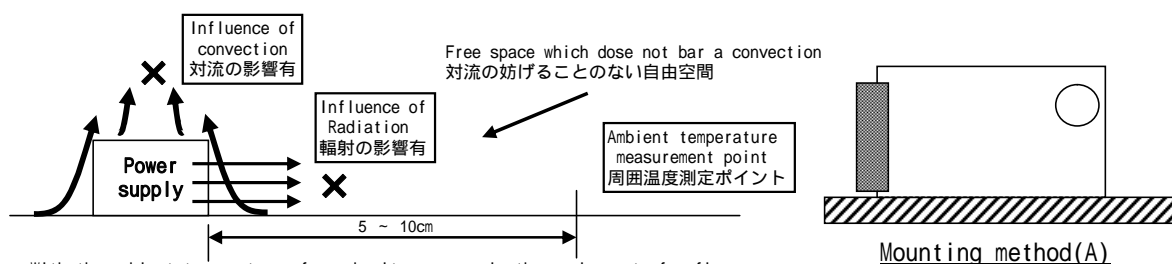 Influence of
convection
対流の影響有
Free space which dose not bar a convection
対流の妨げることのない自由空間
Influence of
Radiation
輻射の影響有
Ambient temperature
measurement point
周囲温度測定ポイント
Power
supply
5 ~ 10cm
Mounting method(A)